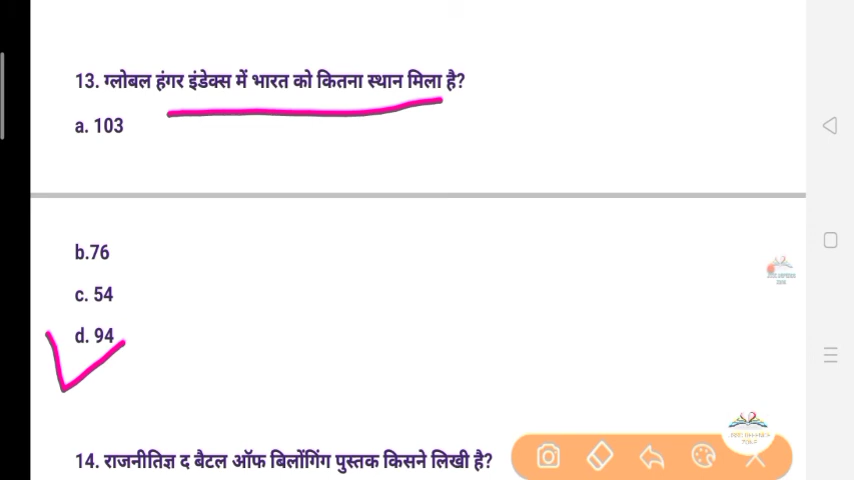 13. ग्लोबल हंगर इंडेक्स में भारत को कितना स्थान मिला है?
a. 103
b.76
c. 54
d. 94
14. राजनीतिज्ञ द बैटल ऑफ बिलोंगिंग पुस्तक किसने लिखी है?